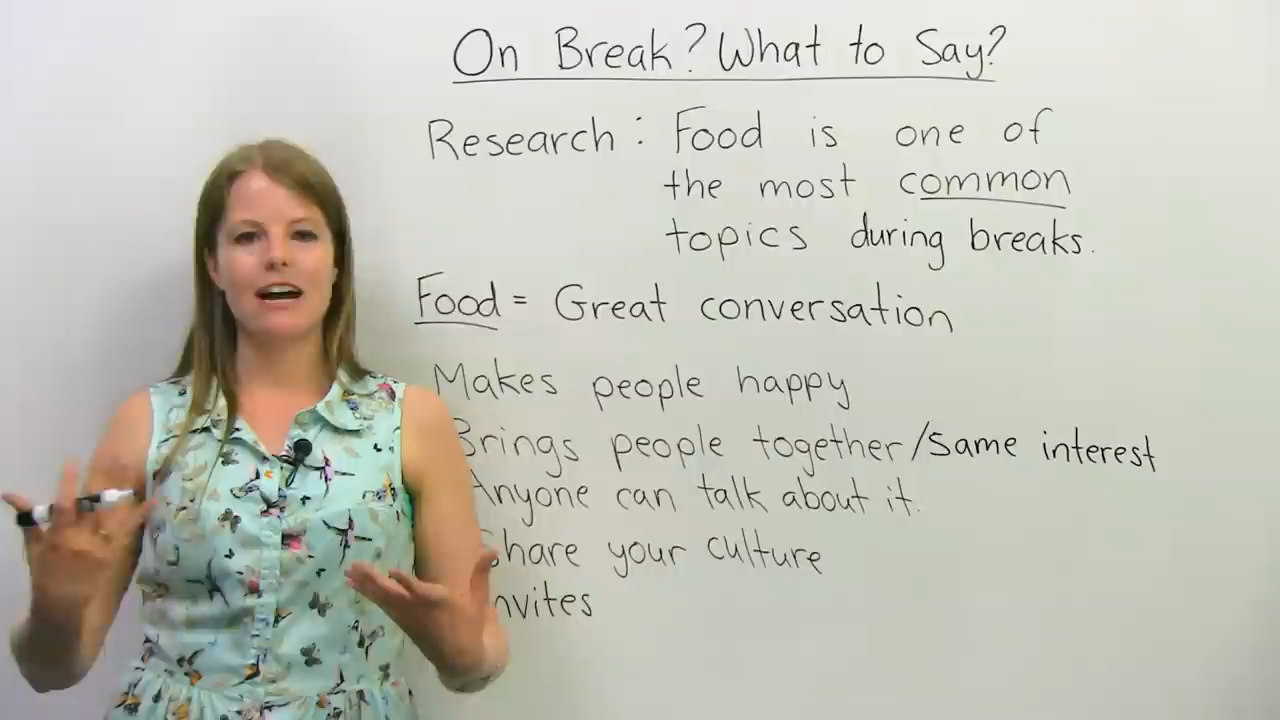 On Break? What to Say?
Research: Food is one of
the most common
topics during breaks.
Food = Great conversation
Makes people happy
Brings people together/same interest
Anyone can talk about it.
Share your culture
Invites